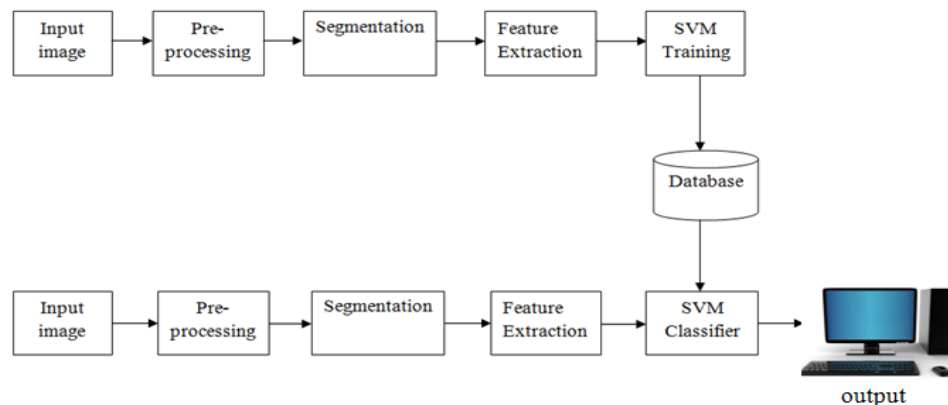 Input
image
Pre-
processing
Segmentation
Feature
Extraction
SVM
Training
Database
Input
image
Pre-
processing
Segmentation
Feature
Extraction
SVM
Classifier
output